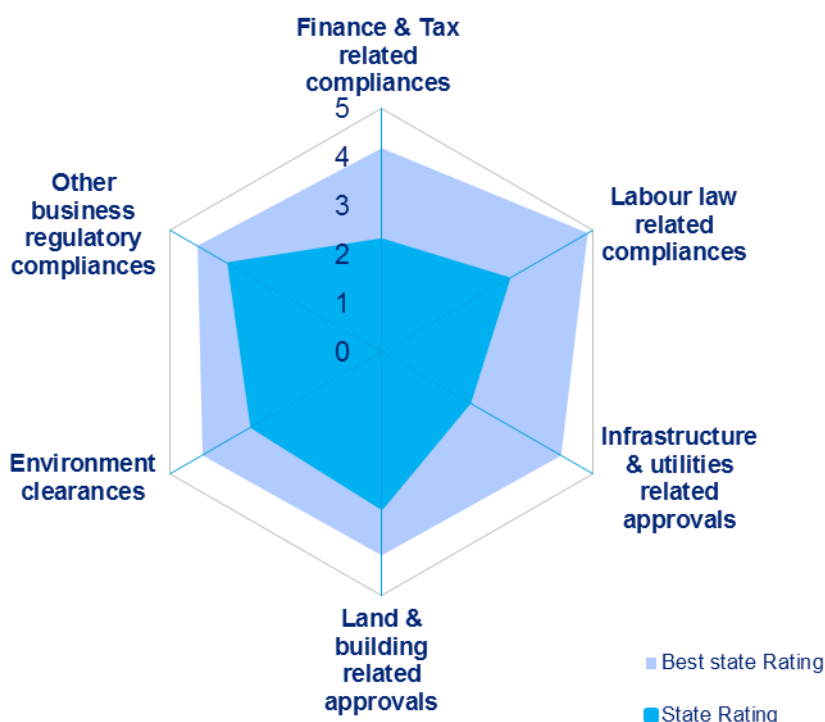 Finance & Tax
related
compliances
5
4
3
2
1
0
Other
business
regulatory
compliances
Labour law
related
compliances
Environment
clearances
Infrastructure
& utilities
related
approvals
Land &
building
related
approvals
Best state Rating
State Rating